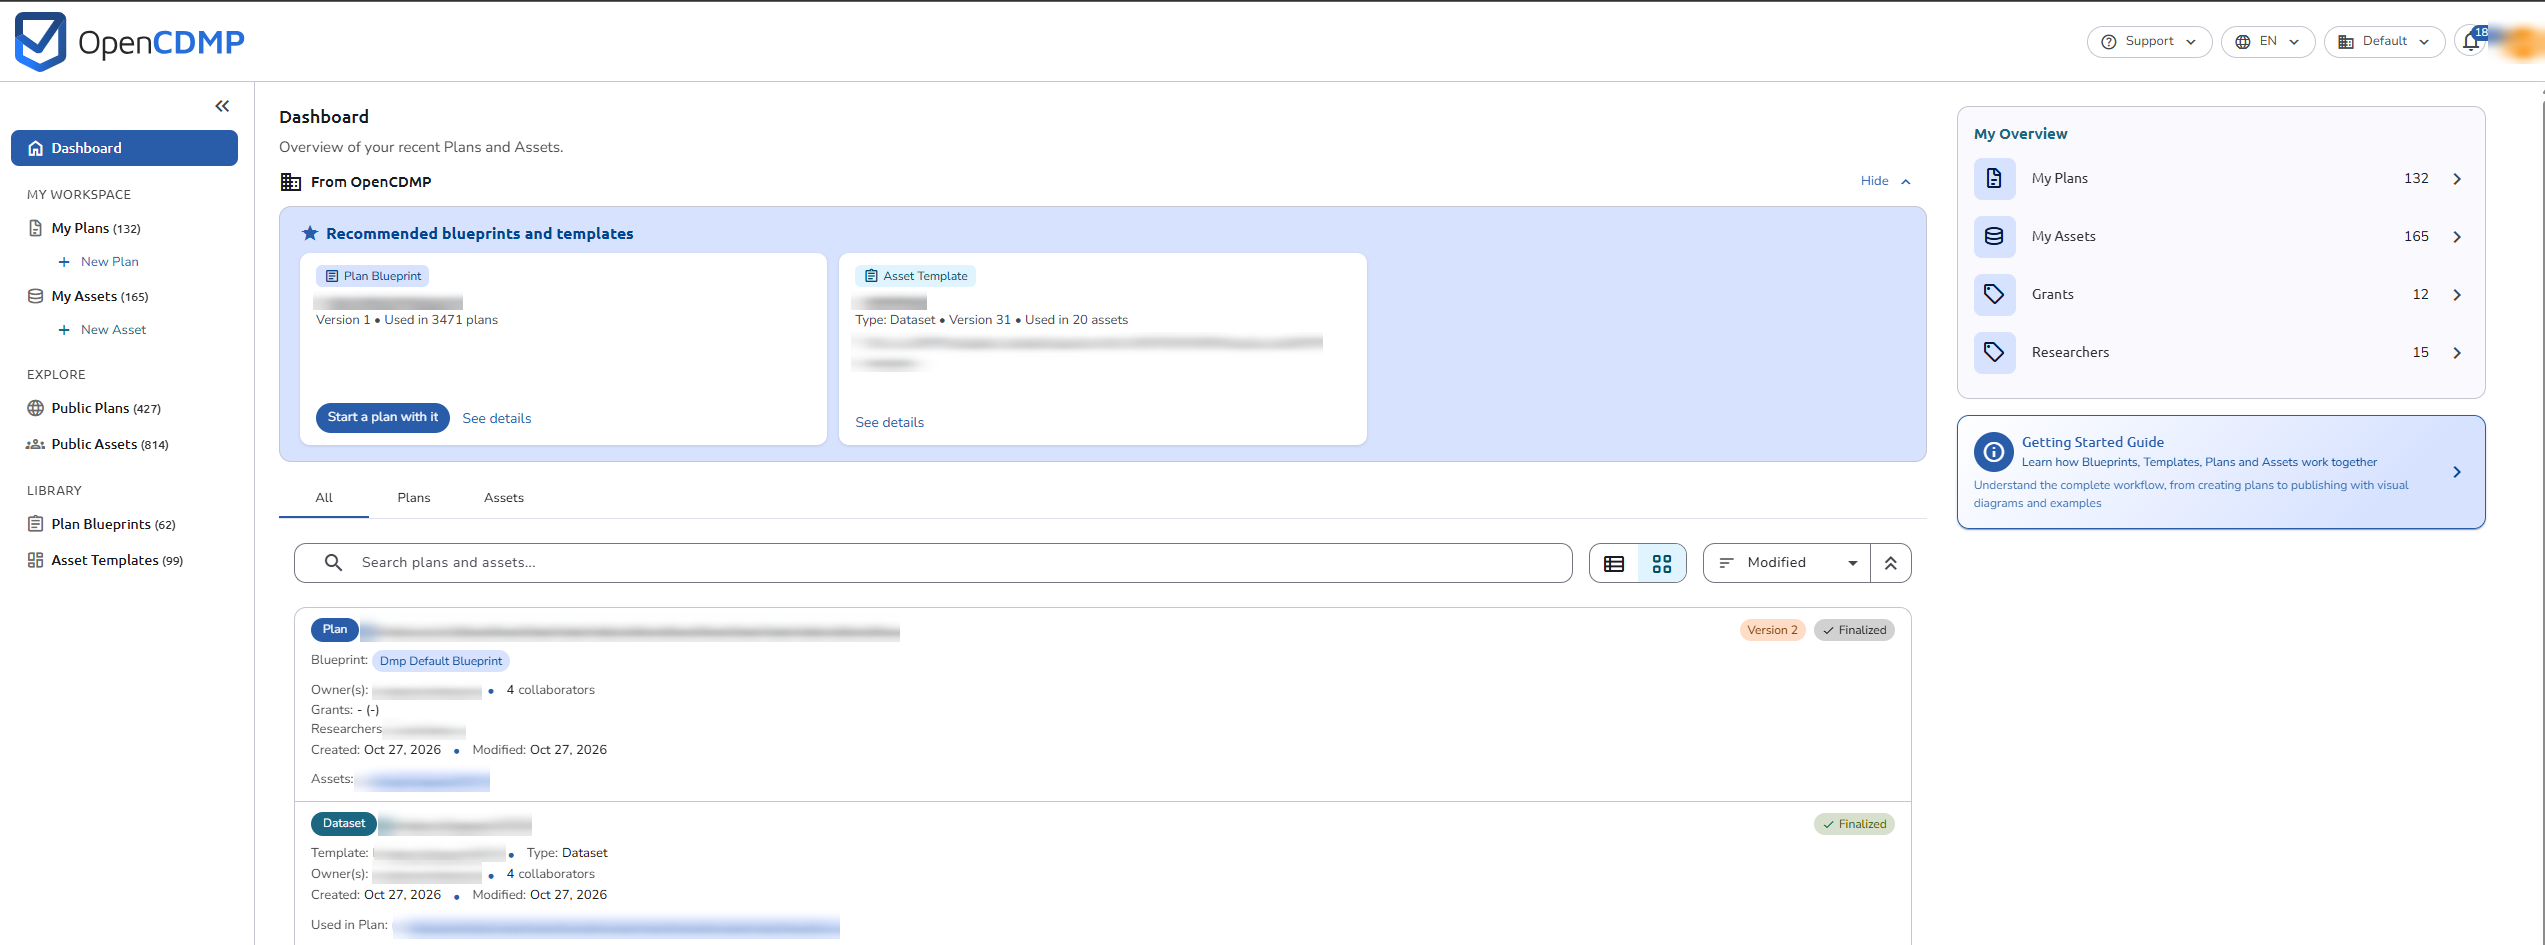 OpenCDMP
Support
EN
Default
18
Dashboard
MY WORKSPACE
My Plans (132)
+ New Plan
My Assets (165)
+ New Asset
EXPLORE
Public Plans (427)
Public Assets (814)
LIBRARY
Plan Blueprints (62)
Asset Templates (99)
Dashboard
Overview of your recent Plans and Assets.
From OpenCDMP
Hide
Recommended blueprints and templates
Plan Blueprint
Version 1 • Used in 3471 plans
Start a plan with it
See details
Asset Template
Type: Dataset • Version 31 • Used in 20 assets
See details
All
Plans
Assets
Search plans and assets...
Modified
Plan
Version 2
Finalized
Blueprint: Dmp Default Blueprint
Owner(s): • 4 collaborators
Grants: - (-)
Researchers
Created: Oct 27, 2026 • Modified: Oct 27, 2026
Assets:
Dataset
Finalized
Template: • Type: Dataset
Owner(s): • 4 collaborators
Created: Oct 27, 2026 • Modified: Oct 27, 2026
Used in Plan:
My Overview
My Plans 132
My Assets 165
Grants 12
Researchers 15
Getting Started Guide
Learn how Blueprints, Templates, Plans and Assets work together
Understand the complete workflow, from creating plans to publishing with visual
diagrams and examples